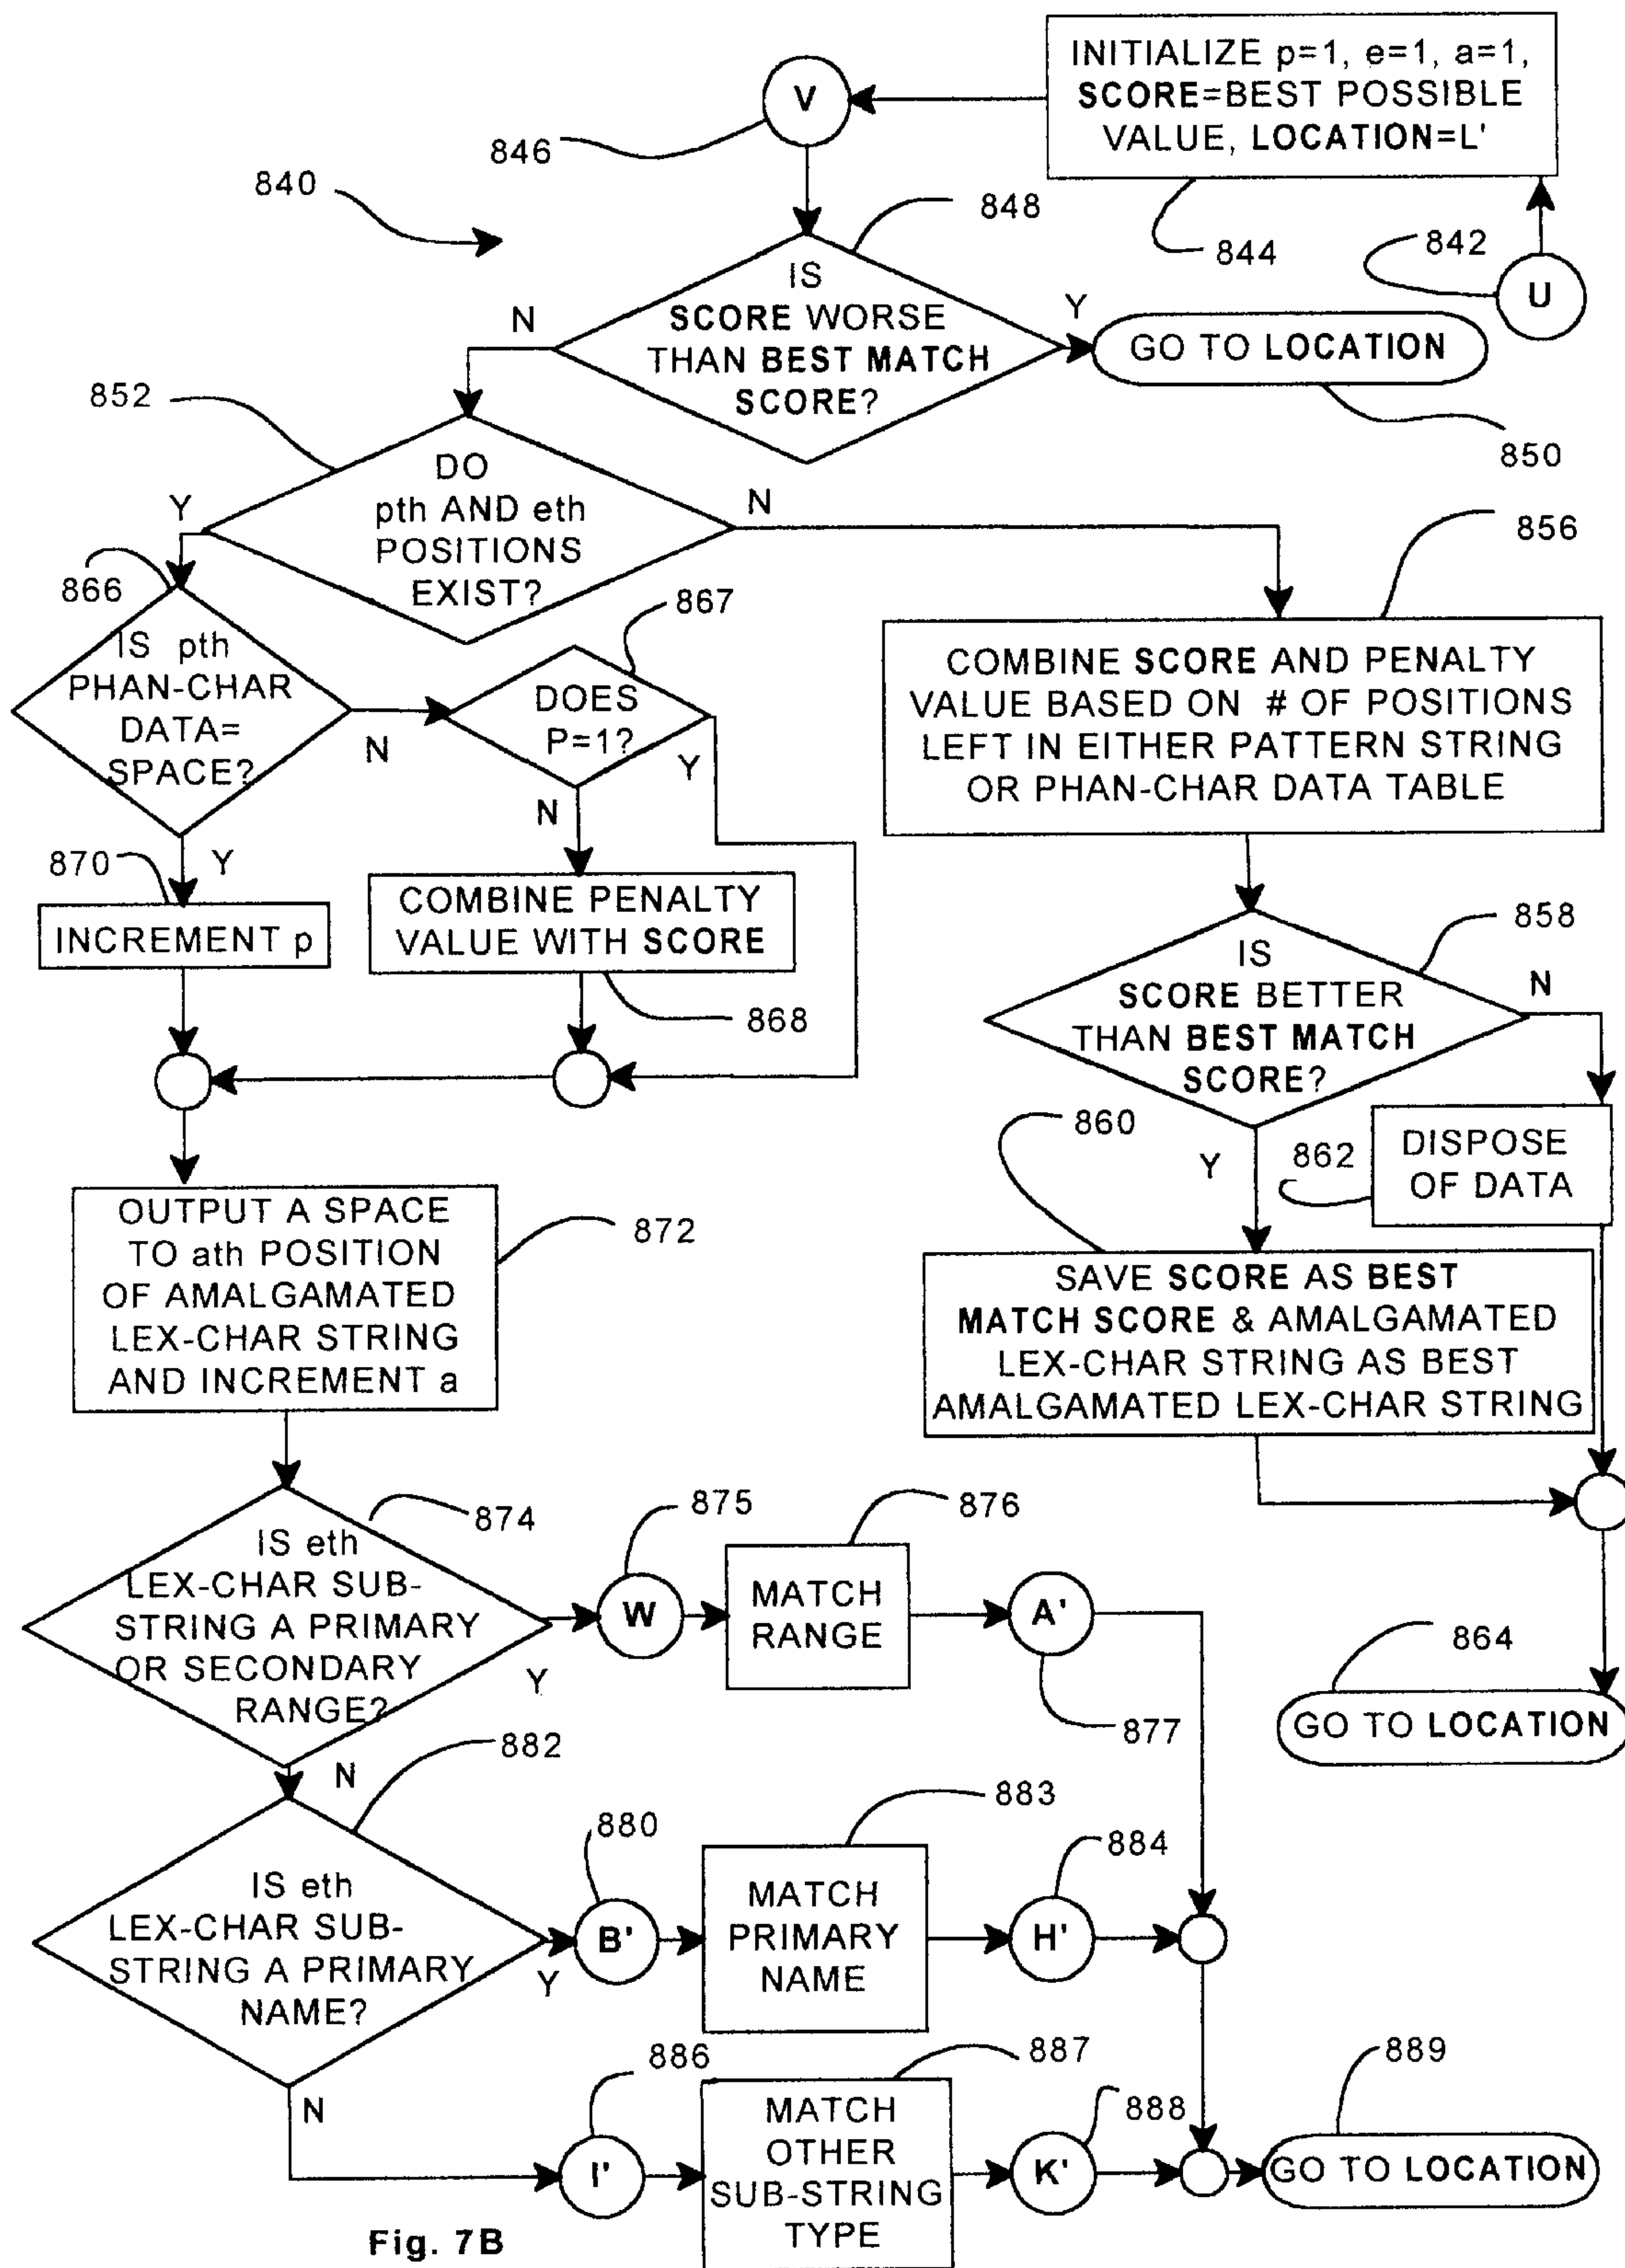 INITIALIZE p=1, e=1, a=1,
SCORE=BEST POSSIBLE
VALUE, LOCATION=L'
V
846
840
848
844
842
U
IS
SCORE WORSE
THAN BEST MATCH
SCORE?
N
Y
GO TO LOCATION
850
852
DO
pth AND eth
POSITIONS
EXIST?
Y
N
856
866
IS pth
PHAN-CHAR
DATA=
SPACE?
N
Y
867
DOES
P=1?
Y
N
COMBINE SCORE AND PENALTY
VALUE BASED ON # OF POSITIONS
LEFT IN EITHER PATTERN STRING
OR PHAN-CHAR DATA TABLE
870
INCREMENT p
COMBINE PENALTY
VALUE WITH SCORE
868
858
IS
SCORE BETTER
THAN BEST MATCH
SCORE?
N
Y
860
862
DISPOSE
OF DATA
OUTPUT A SPACE
TO ath POSITION
OF AMALGAMATED
LEX-CHAR STRING
AND INCREMENT a
872
SAVE SCORE AS BEST
MATCH SCORE & AMALGAMATED
LEX-CHAR STRING AS BEST
AMALGAMATED LEX-CHAR STRING
874
IS eth
LEX-CHAR SUB-
STRING A PRIMARY
OR SECONDARY
RANGE?
Y
N
875
W
876
MATCH
RANGE
A'
877
864
GO TO LOCATION
882
IS eth
LEX-CHAR SUB-
STRING A PRIMARY
NAME?
Y
N
880
B'
883
MATCH
PRIMARY
NAME
884
H'
886
I'
887
MATCH
OTHER
SUB-STRING
TYPE
888
K'
889
GO TO LOCATION
Fig. 7B